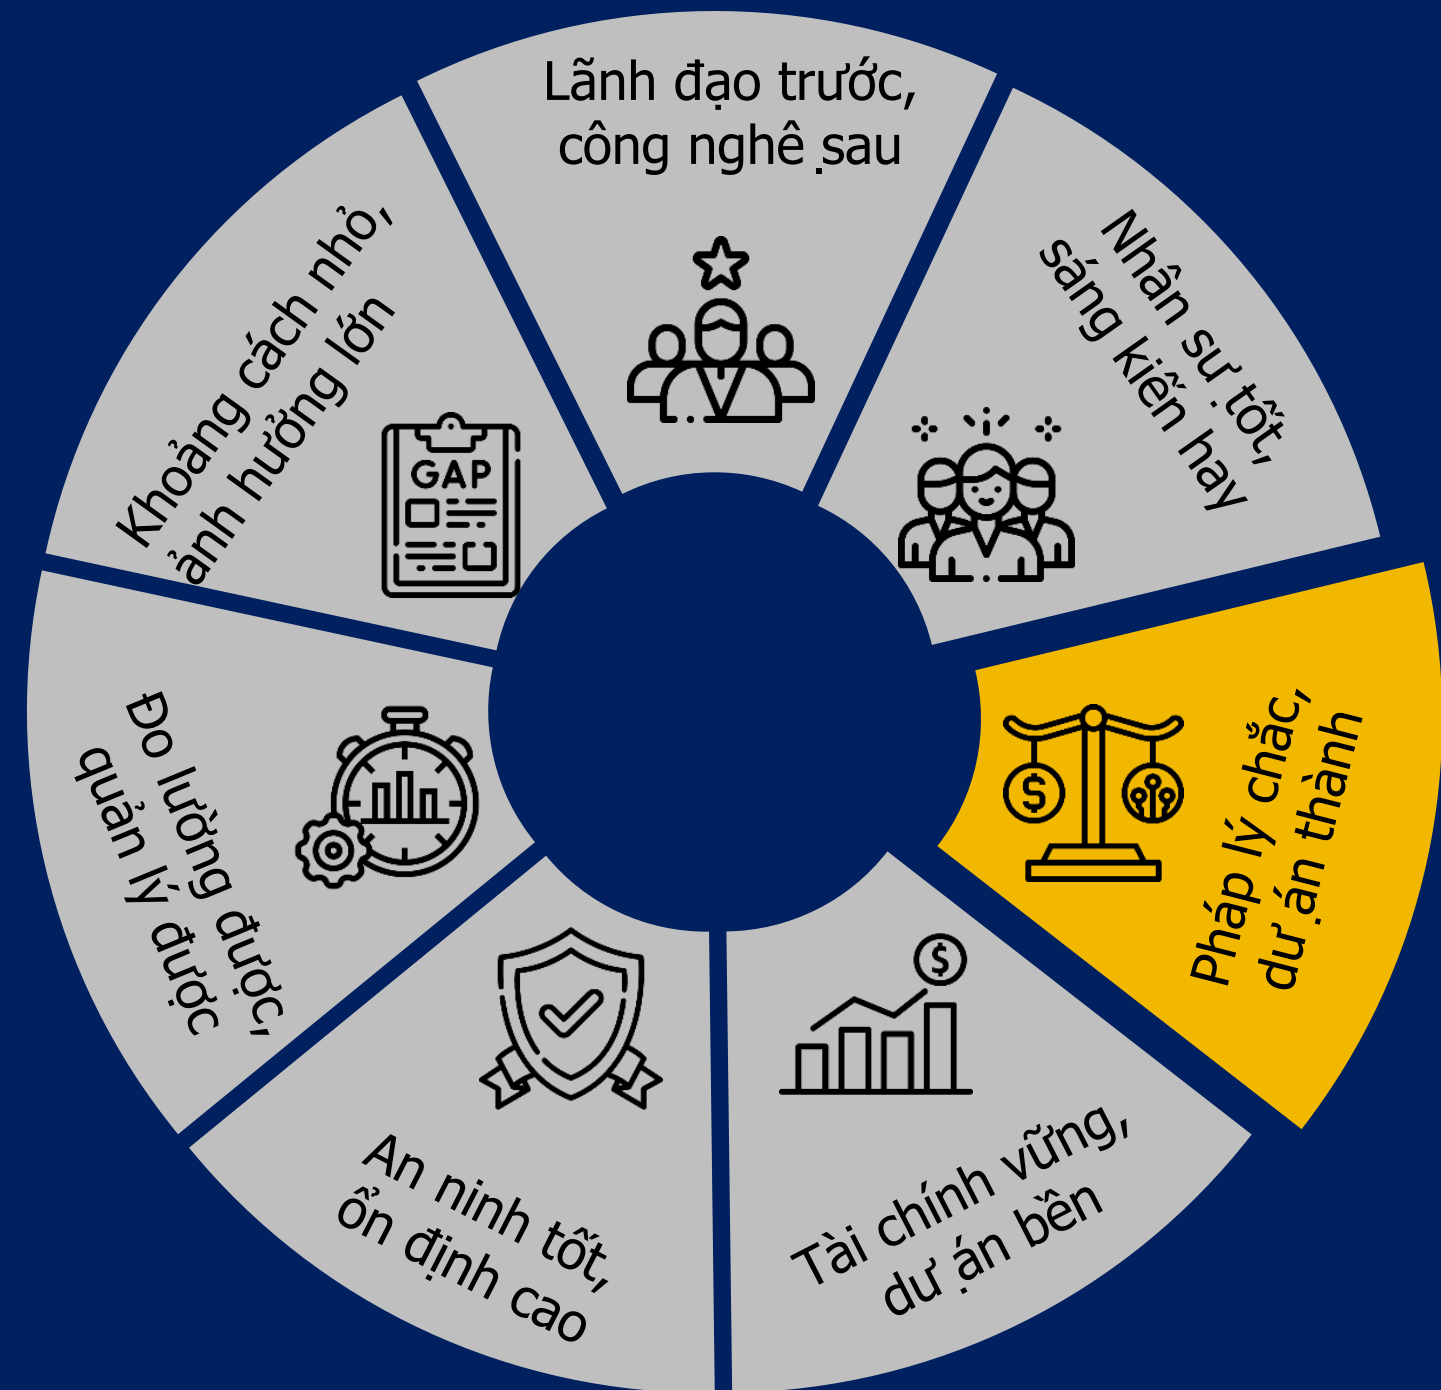 Lãnh đạo trước,
công nghệ sau
Nhân sự tốt,
sáng kiến hay
Pháp lý chắc,
dự án thành
$
Tài chính vững,
dự án bền
$
An ninh tốt,
ổn định cao
Đo lường được,
quản lý được
Khoảng cách nhỏ,
ảnh hưởng lớn
GAP